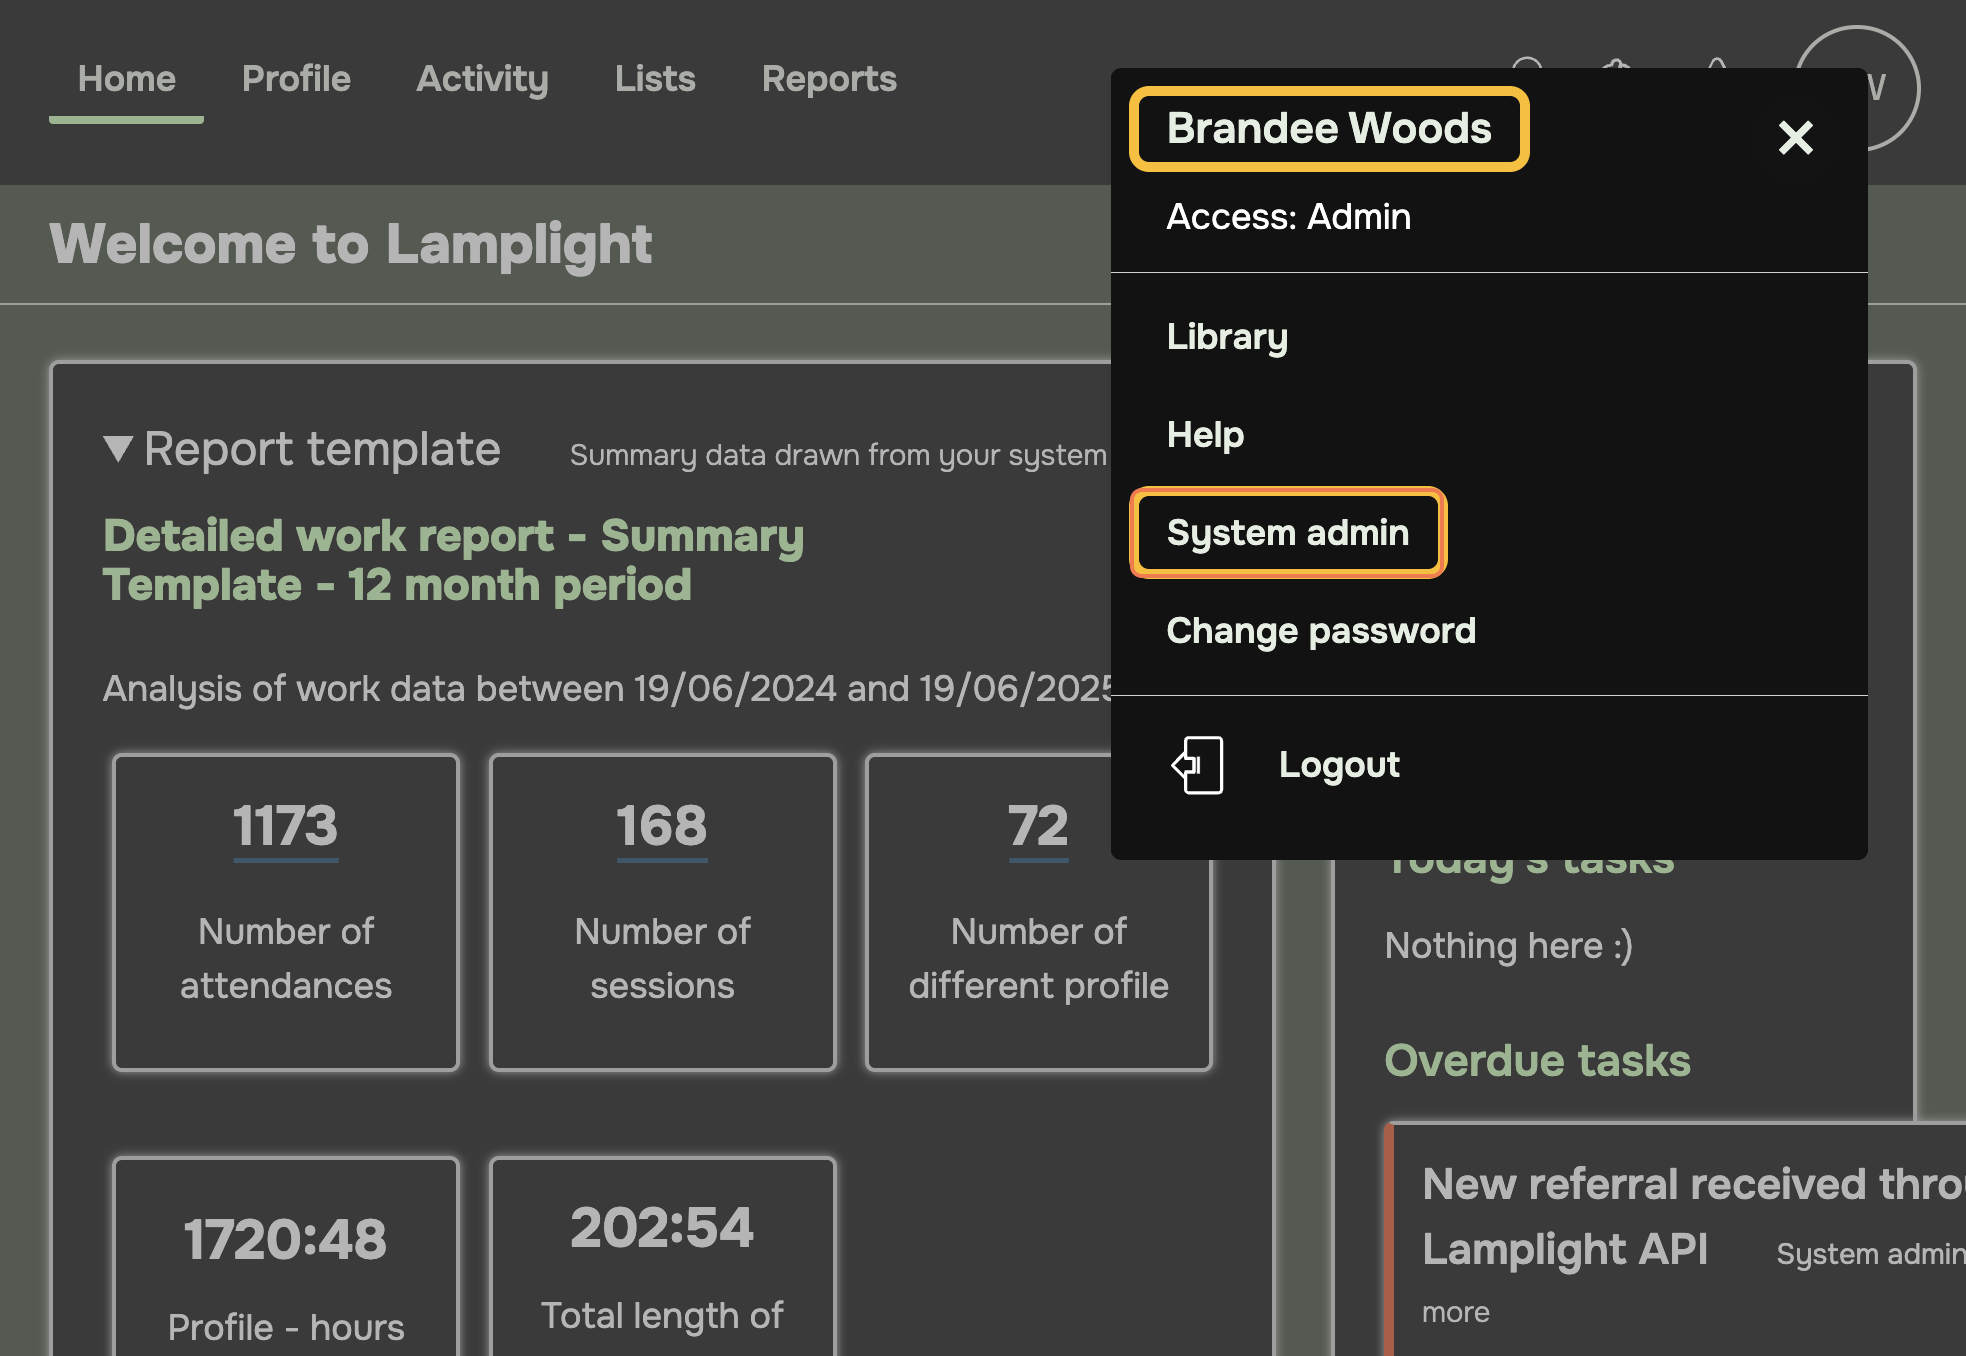 Home Profile Activity Lists Reports
Brandee Woods
Access: Admin
Library
Help
System admin
Change password
Logout
Welcome to Lamplight
Report template Summary data drawn from your system
Detailed work report - Summary
Template - 12 month period
Analysis of work data between 19/06/2024 and 19/06/2025
1173
Number of
attendances
168
Number of
sessions
72
Number of
different profile
1720:48
Profile - hours
202:54
Total length of
Today's tasks
Nothing here :)
Overdue tasks
New referral received
Lamplight API System admin
more